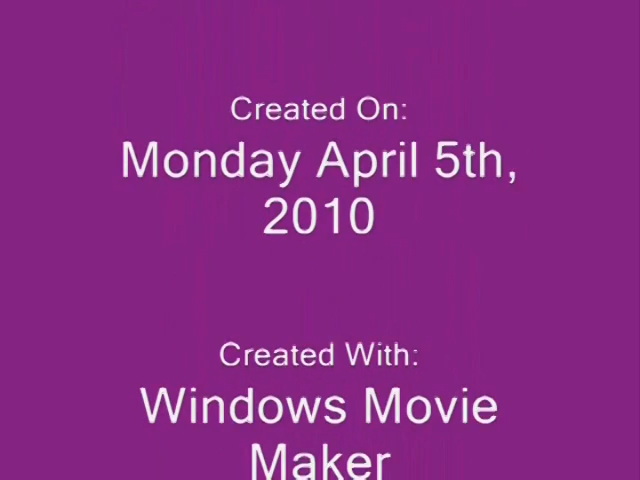 Created On:
Monday April 5th,
2010
Created With:
Windows Movie
Maker